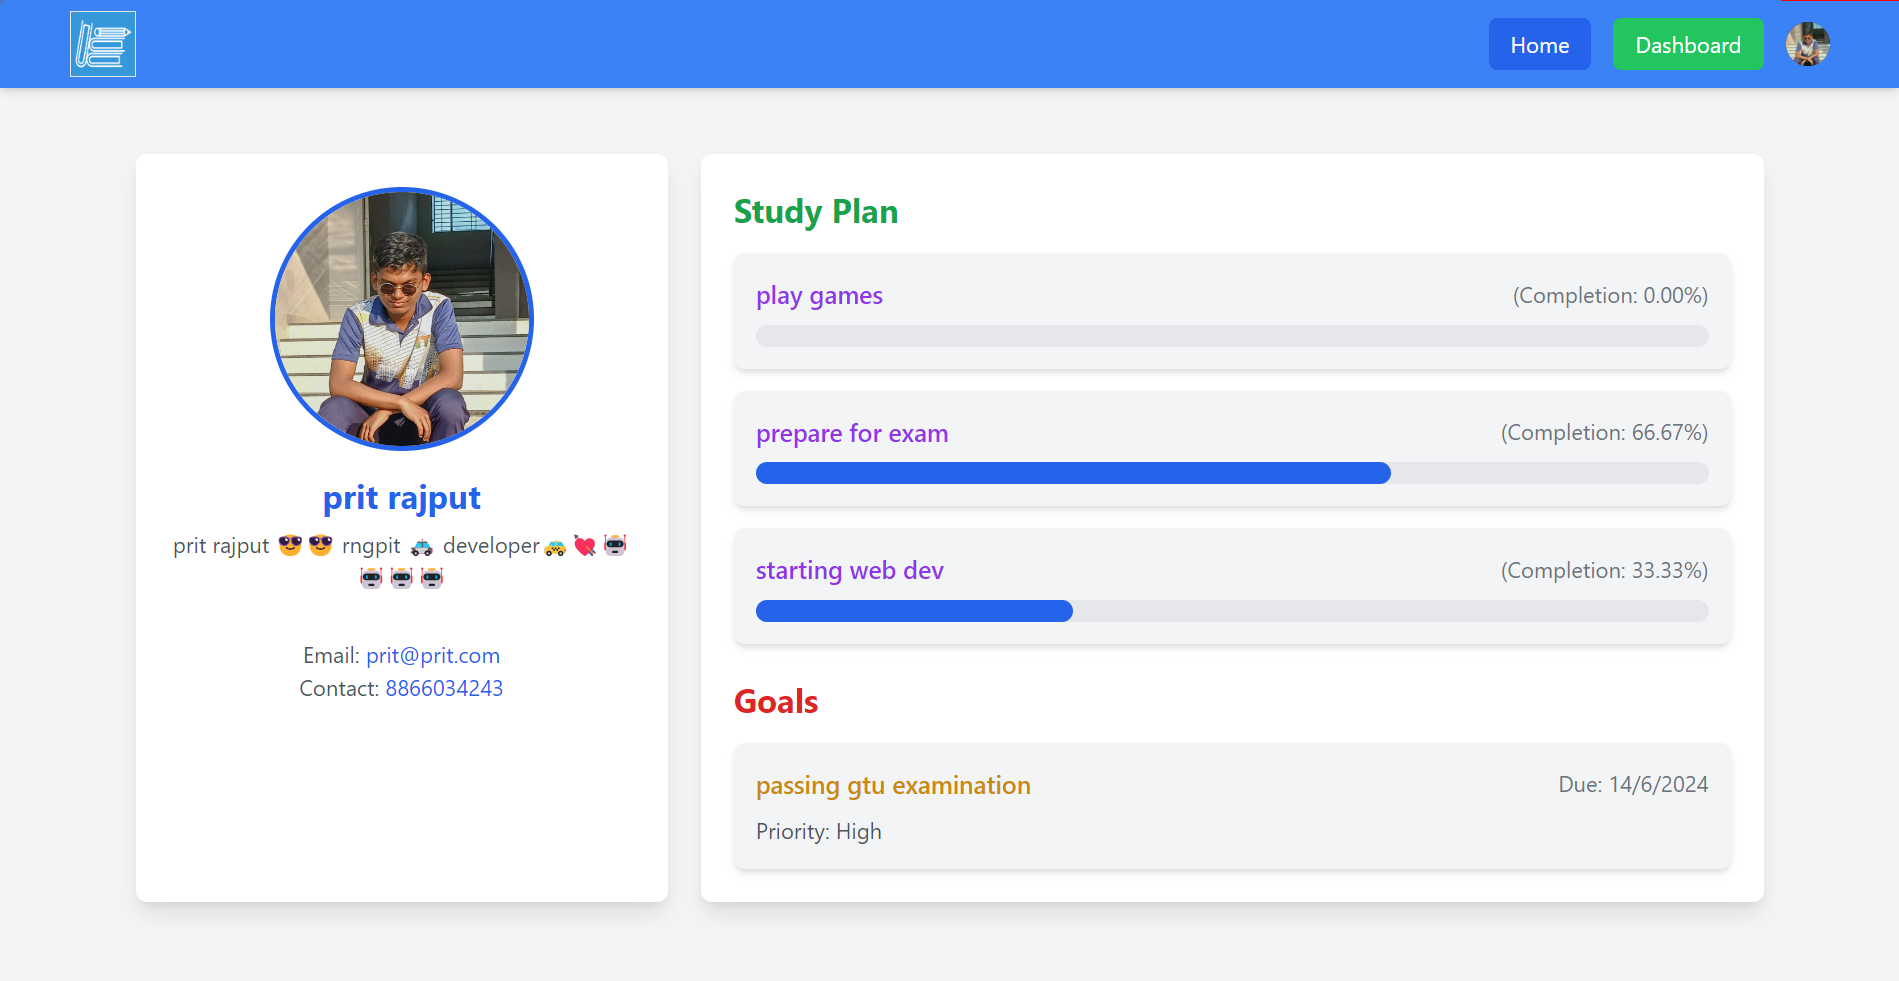 Home
Dashboard
prit rajput
prit rajput 😎😎 rngpit 🚓 developer🚕💘🤖
🤖🤖🤖
Email: prit@prit.com
Contact: 8866034243
Study Plan
play games (Completion: 0.00%)
prepare for exam (Completion: 66.67%)
starting web dev (Completion: 33.33%)
Goals
passing gtu examination Due: 14/6/2024
Priority: High